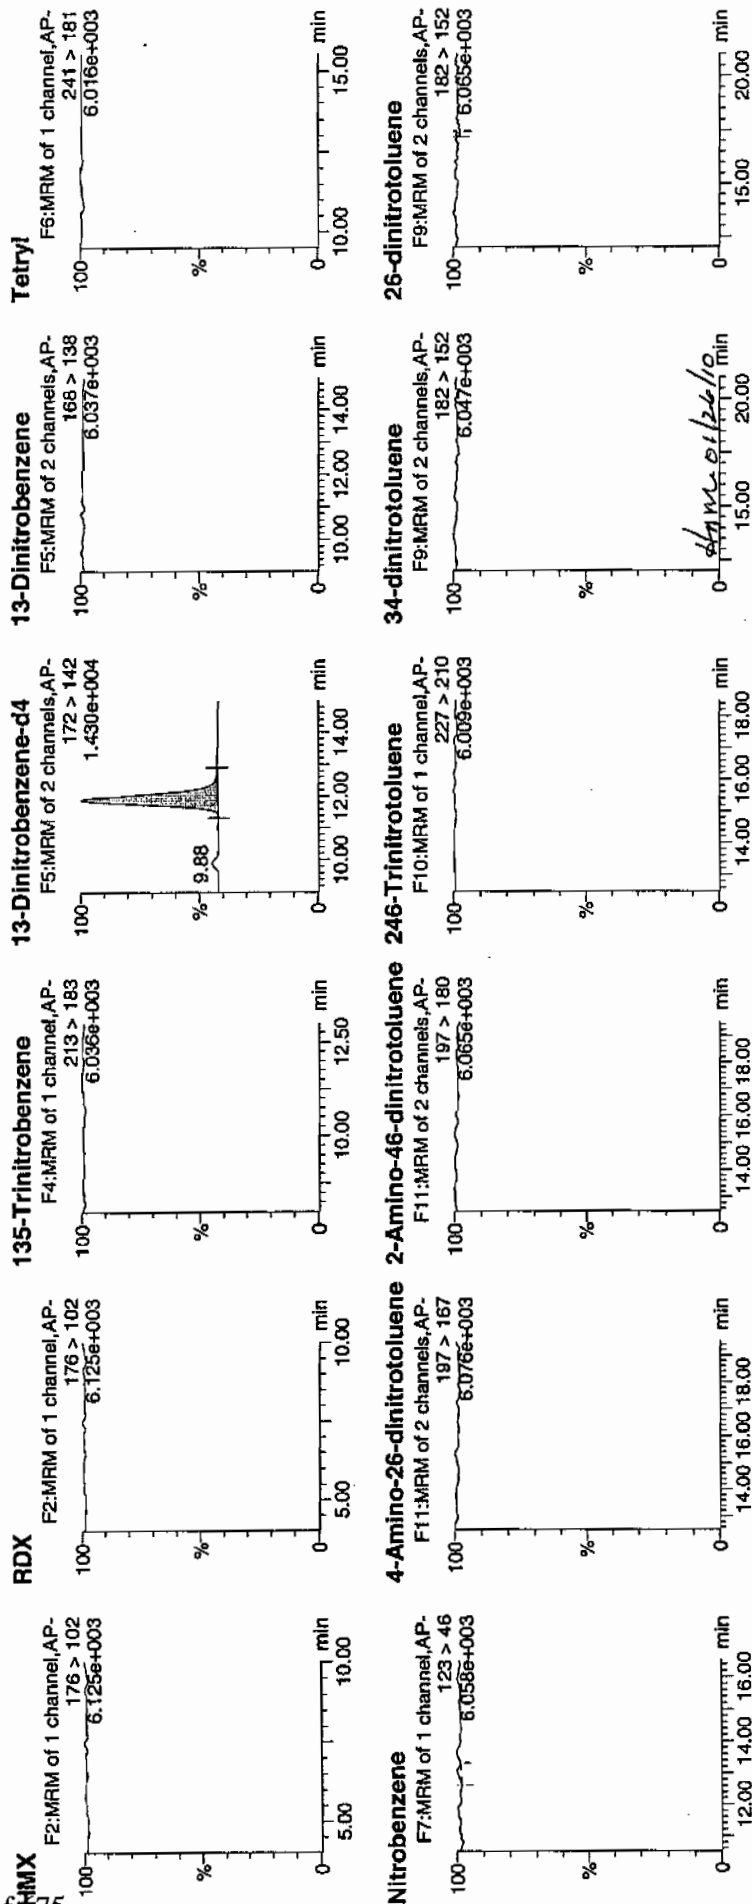 HMX
F2:MRM of 1 channel,AP-
176 > 102
6.125e+003
100
%
0
5.00 10.00 min
RDX
F2:MRM of 1 channel,AP-
176 > 102
6.125e+003
100
%
0
5.00 10.00 min
135-Trinitrobenzene
F4:MRM of 1 channel,AP-
213 > 183
6.036e+003
100
%
0
10.00 12.50 min
13-Dinitrobenzene-d4
F5:MRM of 2 channels,AP-
172 > 142
1.430e+004
100
9.88
%
0
10.00 12.00 14.00 min
13-Dinitrobenzene
F5:MRM of 2 channels,AP-
168 > 138
6.037e+003
100
%
0
10.00 12.00 14.00 min
Tetryl
F6:MRM of 1 channel,AP-
241 > 181
6.016e+003
100
%
0
10.00 15.00 min
Nitrobenzene
F7:MRM of 1 channel,AP-
123 > 46
6.058e+003
100
%
0
12.00 14.00 16.00 min
4-Amino-26-dinitrotoluene
F11:MRM of 2 channels,AP-
197 > 167
6.076e+003
100
%
0
14.00 16.00 18.00 min
2-Amino-46-dinitrotoluene
F11:MRM of 2 channels,AP-
197 > 180
6.065e+003
100
%
0
14.00 16.00 18.00 min
246-Trinitrotoluene
F10:MRM of 1 channel,AP-
227 > 210
6.009e+003
100
%
0
14.00 16.00 18.00 min
34-dinitrotoluene
F9:MRM of 2 channels,AP-
182 > 152
6.047e+003
100
%
01/26/10
0
15.00 20.00 min
26-dinitrotoluene
F9:MRM of 2 channels,AP-
182 > 152
6.065e+003
100
%
0
15.00 20.00 min